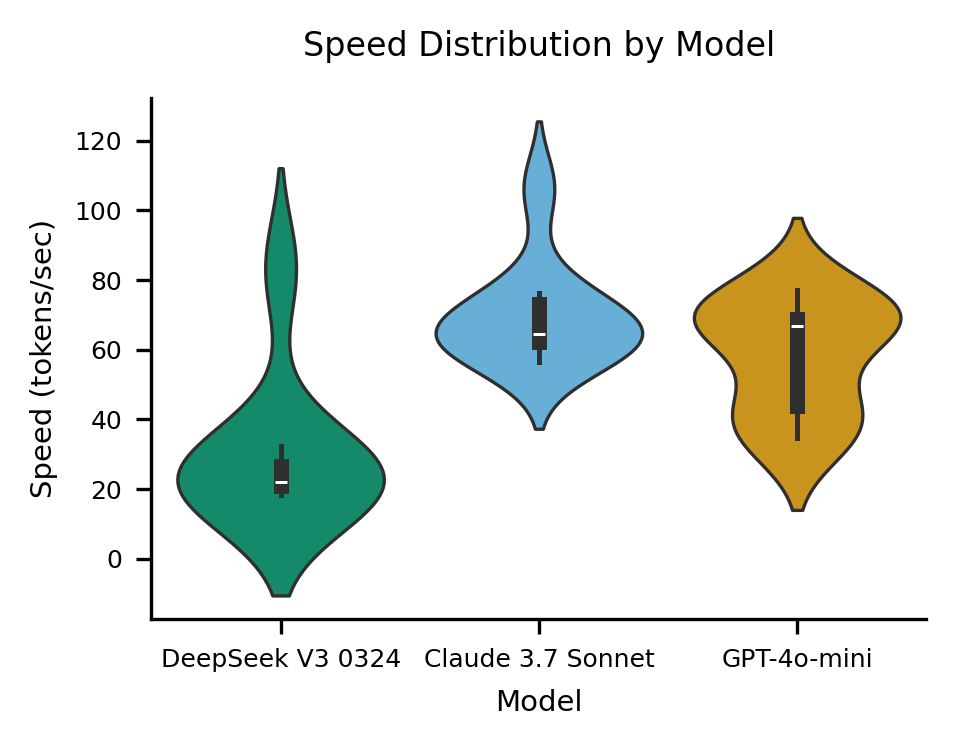 Speed Distribution by Model
120
100
80
60
40
20
0
Speed (tokens/sec)
DeepSeek V3 0324
Claude 3.7 Sonnet
GPT-4o-mini
Model